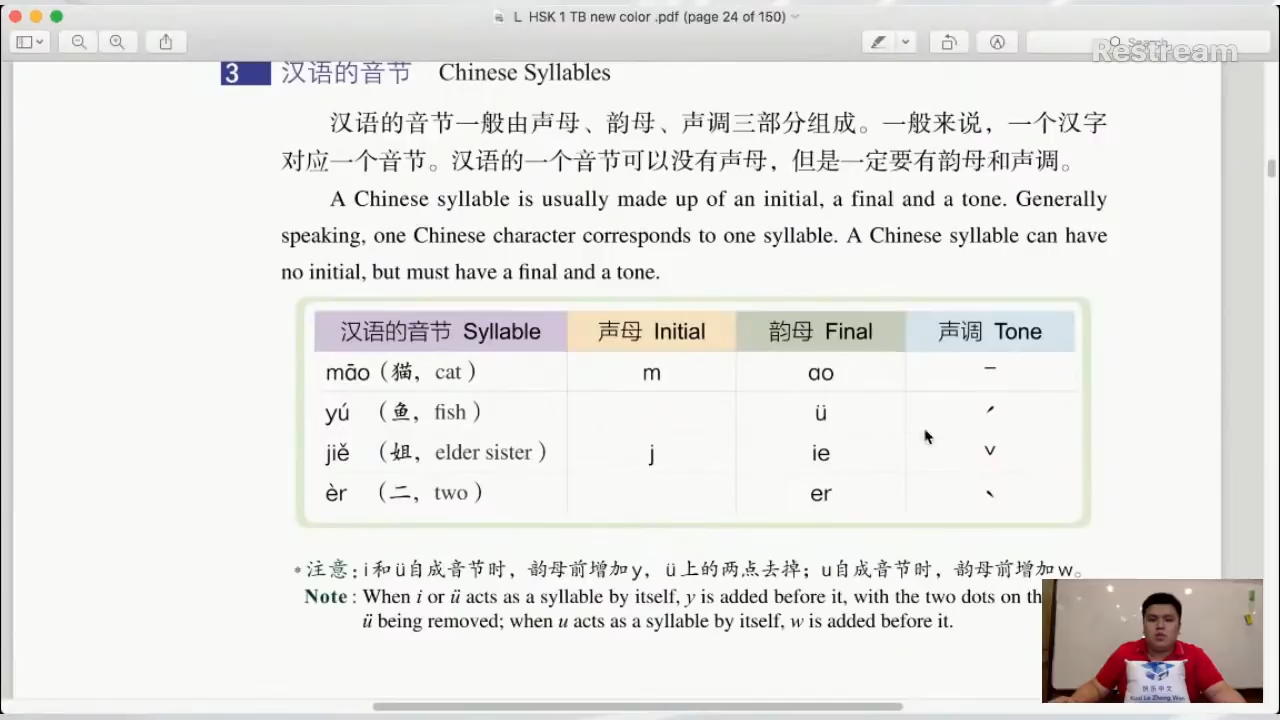 L HSK 1 TB new color .pdf (page 24 of 150)
Search
Restream
3 汉语的音节 Chinese Syllables
汉语的音节一般由声母、韵母、声调三部分组成。一般来说，一个汉字
对应一个音节。汉语的一个音节可以没有声母，但是一定要有韵母和声调。
A Chinese syllable is usually made up of an initial, a final and a tone. Generally
speaking, one Chinese character corresponds to one syllable. A Chinese syllable can have
no initial, but must have a final and a tone.
汉语的音节 Syllable 声母 Initial 韵母 Final 声调 Tone
māo（猫，cat ） m ɑo ˉ
yú （鱼，fish ） ü ˊ
jiě （姐，elder sister ） j ie ˇ
èr （二，two ） er ˋ
*注意：i和ü自成音节时，韵母前增加y，ü上的两点去掉；u自成音节时，韵母前增加w。
Note : When i or ü acts as a syllable by itself, y is added before it, with the two dots on th
ü being removed; when u acts as a syllable by itself, w is added before it.
快乐中文
Kuai Le Zhong Wen